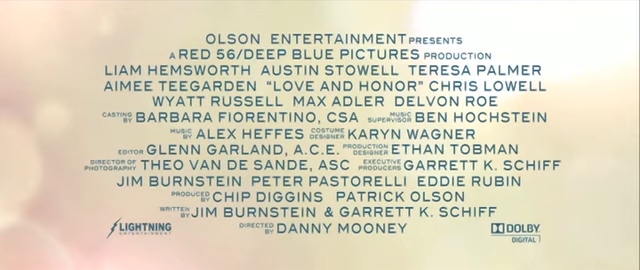 OLSON ENTERTAINMENT PRESENTS
A RED 56/DEEP BLUE PICTURES PRODUCTION
LIAM HEMSWORTH AUSTIN STOWELL TERESA PALMER
AIMEE TEEGARDEN "LOVE AND HONOR" CHRIS LOWELL
WYATT RUSSELL MAX ADLER DELVON ROE
CASTING BY BARBARA FIORENTINO, CSA MUSIC SUPERVISOR BEN HOCHSTEIN
MUSIC BY ALEX HEFFES COSTUME DESIGNER KARYN WAGNER
EDITOR GLENN GARLAND, A.C.E. PRODUCTION DESIGNER ETHAN TOBMAN
DIRECTOR OF PHOTOGRAPHY THEO VAN DE SANDE, ASC EXECUTIVE PRODUCERS GARRETT K. SCHIFF
JIM BURNSTEIN PETER PASTORELLI EDDIE RUBIN
PRODUCED BY CHIP DIGGINS PATRICK OLSON
WRITTEN BY JIM BURNSTEIN & GARRETT K. SCHIFF
DIRECTED BY DANNY MOONEY
LIGHTNING
ENTERTAINMENT
DOLBY
DIGITAL